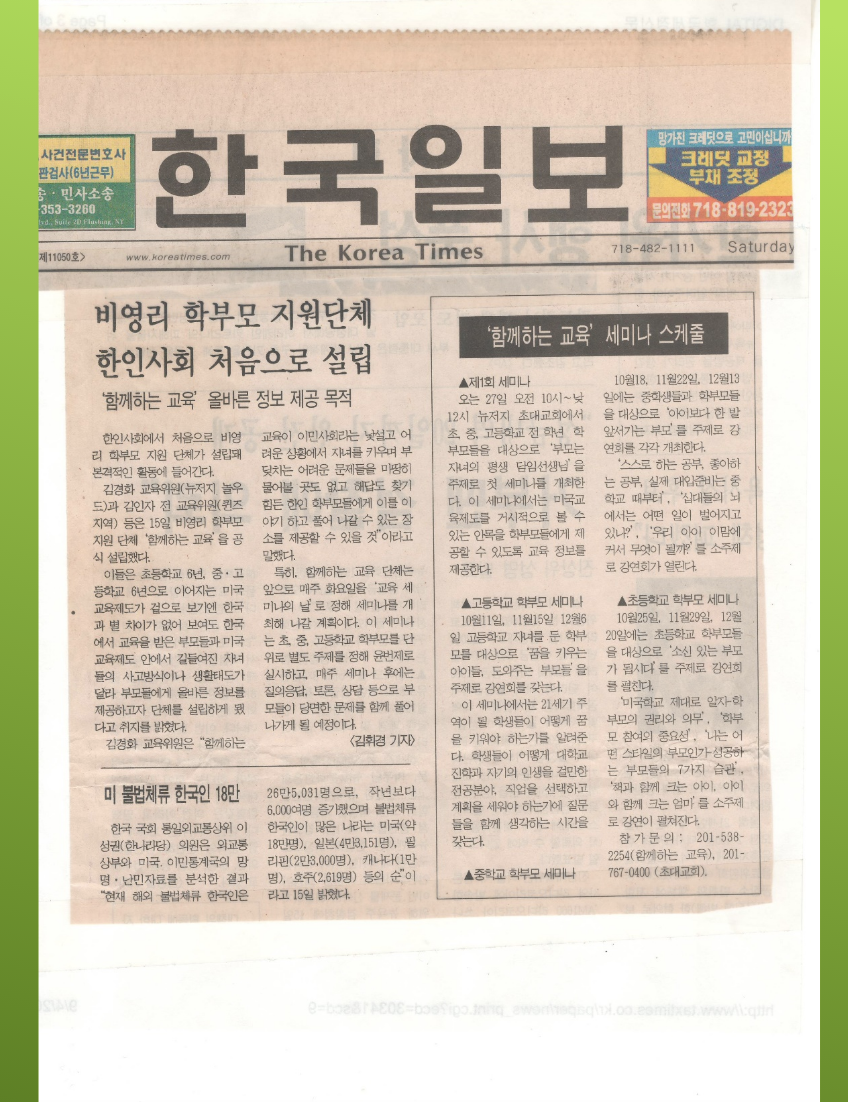 사건전문변호사
관검사(6년근무)
송·민사소송
-353-3260
한국일보
망가진 크레딧으로 고민이십니까
크레딧 교정
부채 조정
문의전화 718-819-2323
제11050호>
www.koreatimes.com
The Korea Times
718-482-1111
Saturday
비영리 학부모 지원단체
한인사회 처음으로 설립
'함께하는 교육' 올바른 정보 제공 목적
한인사회에서 처음으로 비영
리 학부모 지원 단체가 설립돼
본격적인 활동에 들어간다.
김경화 교육위원(뉴저지 놀우
드)과 김인자 전 교육위원(퀸즈
지역) 등은 15일 비영리 학부모
지원 단체 '함께하는 교육'을 공
식 설립했다.
이들은 초등학교 6년, 중·고
등학교 6년으로 이어지는 미국
교육제도가 겉으로 보기엔 한국
과 별 차이가 없어 보여도 한국
에서 교육을 받은 부모들과 미국
교육제도 안에서 길들여진 자녀
들의 사고방식이나 생활태도가
달라 부모들에게 올바른 정보를
제공하고자 단체를 설립하게 됐
다고 취지를 밝혔다.
김경화 교육위원은 "함께하는
교육이 이민사회라는 낯설고 어
려운 상황에서 자녀를 키우며 부
딪치는 어려운 문제들을 마땅히
물어볼 곳도 없고 해답도 찾기
힘든 한인 학부모들에게 이를 이
야기 하고 풀어 나갈 수 있는 장
소를 제공할 수 있을 것"이라고
말했다.
특히, 함께하는 교육 단체는
앞으로 매주 화요일을 '교육 세
미나의 날'로 정해 세미나를 개
최해 나갈 계획이다. 이 세미나
는 초, 중, 고등학교 학부모를 단
위로 별도 주제를 정해 윤번제로
실시하고, 매주 세미나 후에는
질의응답, 토론, 상담 등으로 부
모들이 당면한 문제를 함께 풀어
나가게 될 예정이다.
<김휘경 기자>
미 불법체류 한국인 18만
한국 국회 통일외교통상위 이
성권(한나라당) 의원은 외교통
상부와 미국. 이민통계국의 망
명·난민자료를 분석한 결과
"현재 해외 불법체류 한국인은
26만5,031명으로, 작년보다
6,000여명 증가했으며 불법체류
한국인이 많은 나라는 미국(약
18만명), 일본(4만3,151명), 필
리핀(2만3,000명), 캐나다(1만
명), 호주(2,619명) 등의 순"이
라고 15일 밝혔다.
'함께하는 교육' 세미나 스케줄
▲제1회 세미나
오는 27일 오전 10시~낮
12시 뉴저지 초대교회에서
초, 중, 고등학교 전 학년 학
부모들을 대상으로 '부모는
자녀의 평생 담임선생님'을
주제로 첫 세미나를 개최한
다. 이 세미나에서는 미국교
육제도를 거시적으로 볼 수
있는 안목을 학부모들에게 제
공할 수 있도록 교육 정보를
제공한다.
▲고등학교 학부모 세미나
10월11일, 11월15일 12월6
일 고등학교 자녀를 둔 학부
모를 대상으로 '꿈을 키우는
아이들, 도와주는 부모들'을
주제로 강연회를 갖는다.
이 세미나에서는 21세기 주
역이 될 학생들이 어떻게 꿈
을 키워야 하는가를 알려준
다. 학생들이 어떻게 대학교
진학과 자기의 인생을 걸만한
전공분야, 직업을 선택하고
계획을 세워야 하는가에 질문
들을 함께 생각하는 시간을
갖는다.
▲중학교 학부모 세미나
10월18, 11월22일, 12월13
일에는 중학생들과 학부모들
을 대상으로 '아이보다 한 발
앞서가는 부모'를 주제로 강
연회를 각각 개최한다.
'스스로 하는 공부, 좋아하
는 공부, 실제 대입준비는 중
학교 때부터', '십대들의 뇌
에서는 어떤 일이 벌어지고
있나?', '우리 아이 이맘에
커서 무엇이 될까?'를 소주제
로 강연회가 열린다.
▲초등학교 학부모 세미나
10월25일, 11월29일, 12월
20일에는 초등학교 학부모들
을 대상으로 '소신 있는 부모
가 됩시다'를 주제로 강연회
를 펼친다.
'미국학교 제대로 알자-학
부모의 권리와 의무', '학부
모 참여의 중요성', '나는 어
떤 스타일의 부모인가-성공하
는 부모들의 7가지 습관',
'책과 함께 크는 아이, 아이
와 함께 크는 엄마'를 소주제
로 강연이 펼쳐진다.
참가문의: 201-538-
2254(함께하는 교육), 201-
767-0400 (초대교회).